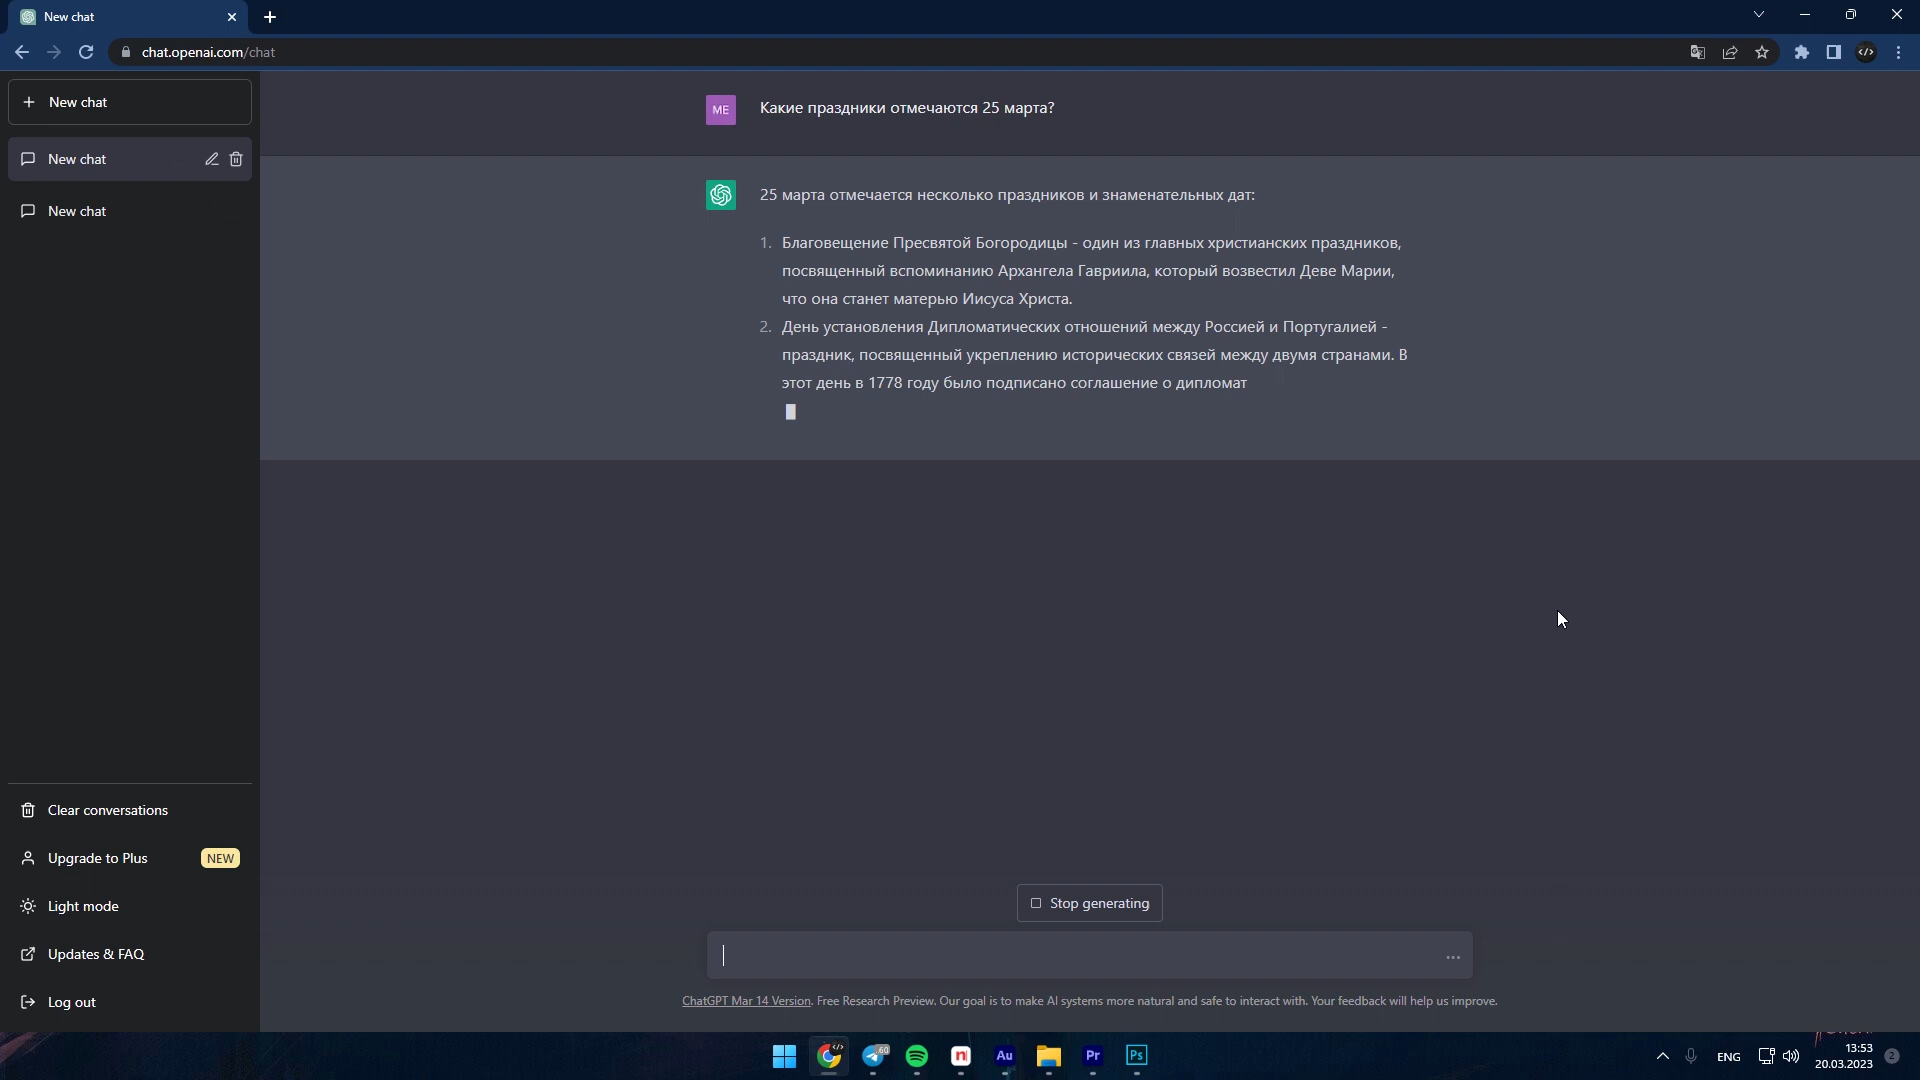 New chat
chat.openai.com/chat
New chat
New chat
New chat
ME
Какие праздники отмечаются 25 марта?
25 марта отмечается несколько праздников и знаменательных дат:
1. Благовещение Пресвятой Богородицы - один из главных христианских праздников,
посвященный вспоминанию Архангела Гавриила, который возвестил Деве Марии,
что она станет матерью Иисуса Христа.
2. День установления Дипломатических отношений между Россией и Португалией -
праздник, посвященный укреплению исторических связей между двумя странами. В
этот день в 1778 году было подписано соглашение о дипломат
Clear conversations
Upgrade to Plus NEW
Light mode
Updates & FAQ
Log out
Stop generating
ChatGPT Mar 14 Version. Free Research Preview. Our goal is to make AI systems more natural and safe to interact with. Your feedback will help us improve.
60
n
Au
Pr
Ps
ENG
13:53
20.03.2023
2